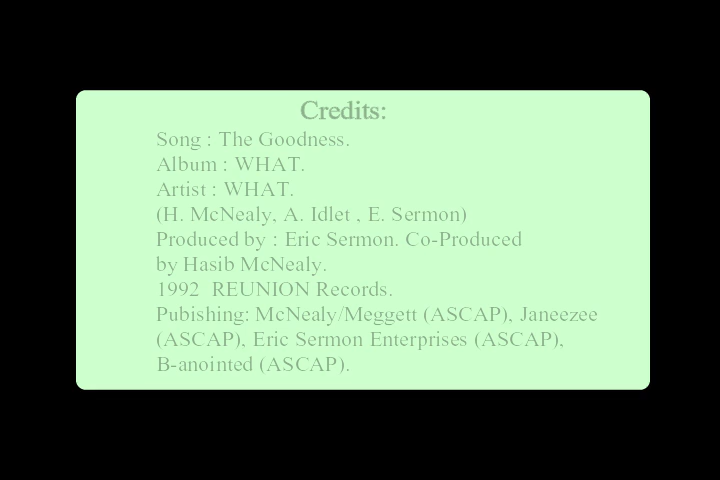 Credits:
Song : The Goodness.
Album : WHAT.
Artist : WHAT.
(H. McNealy, A. Idlet , E. Sermon)
Produced by : Eric Sermon. Co-Produced
by Hasib McNealy.
1992  REUNION Records.
Pubishing: McNealy/Meggett (ASCAP), Janeezee
(ASCAP), Eric Sermon Enterprises (ASCAP),
B-anointed (ASCAP).